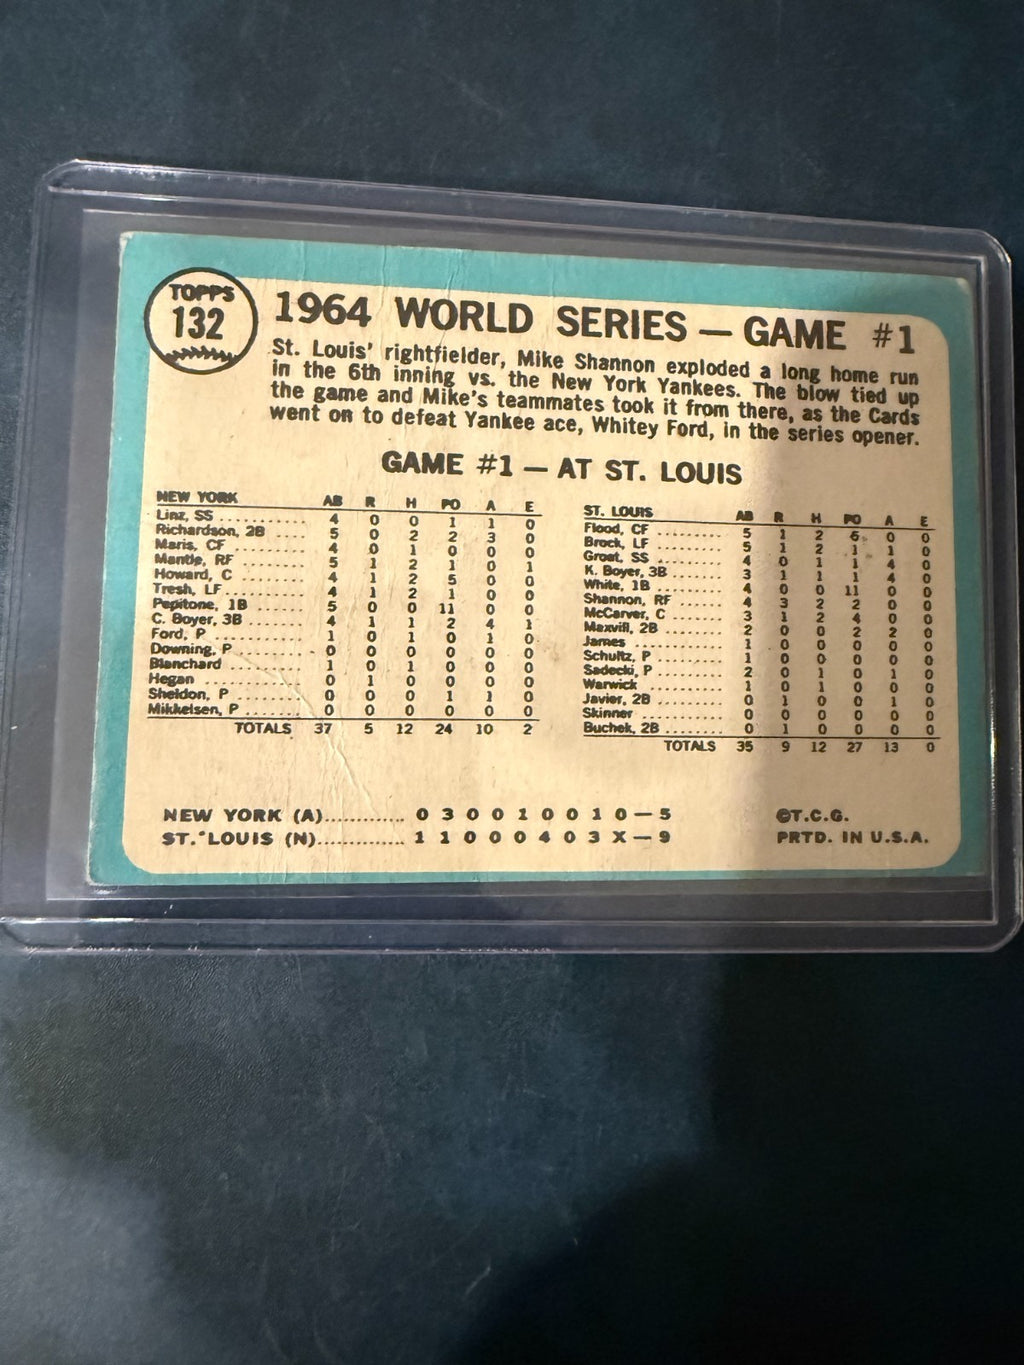 TOPPS
132
1964 WORLD SERIES — GAME #1
St. Louis' rightfielder, Mike Shannon exploded a long home run
in the 6th inning vs. the New York Yankees. The blow tied up
the game and Mike's teammates took it from there, as the Cards
went on to defeat Yankee ace, Whitey Ford, in the series opener.
GAME #1 — AT ST. LOUIS
NEW YORK AB R H PO A E
Linz, SS .......... 4 0 0 1 1 0
Richardson, 2B .... 5 0 2 2 3 0
Maris, CF ......... 4 0 1 0 0 0
Mantle, RF ........ 5 1 2 1 0 1
Howard, C ......... 4 1 2 5 0 0
Tresh, LF ......... 4 1 2 1 0 0
Pepitone, 1B ...... 5 0 0 11 0 0
C. Boyer, 3B ...... 4 1 1 2 4 1
Ford, P ........... 1 0 1 0 1 0
Downing, P ........ 0 0 0 0 0 0
Blanchard ......... 1 0 1 0 0 0
Hegan ............. 0 1 0 0 0 0
Sheldon, P ........ 0 0 0 1 1 0
Mikkelsen, P ...... 0 0 0 0 0 0
TOTALS 37 5 12 24 10 2
ST. LOUIS AB R H PO A E
Flood, CF ......... 5 1 2 5 0 0
Brock, LF ......... 5 1 2 1 1 0
Groat, SS ......... 4 0 1 1 4 0
K. Boyer, 3B ...... 3 1 1 1 4 0
White, 1B ......... 4 0 0 11 0 0
Shannon, RF ....... 4 3 2 2 0 0
McCarver, C ....... 3 1 2 4 0 0
Maxvill, 2B ....... 2 0 0 2 2 0
James ............. 1 0 0 0 0 0
Schultz, P ........ 1 0 0 0 0 0
Sadecki, P ........ 2 0 1 0 1 0
Warwick ........... 1 0 1 0 0 0
Javier, 2B ........ 0 1 0 0 1 0
Skinner ........... 0 0 0 0 0 0
Buchek, 2B ........ 0 1 0 0 0 0
TOTALS 35 9 12 27 13 0
NEW YORK (A)............ 0 3 0 0 1 0 0 1 0 — 5
ST. LOUIS (N)............. 1 1 0 0 0 4 0 3 X — 9
©T.C.G.
PRTD. IN U.S.A.